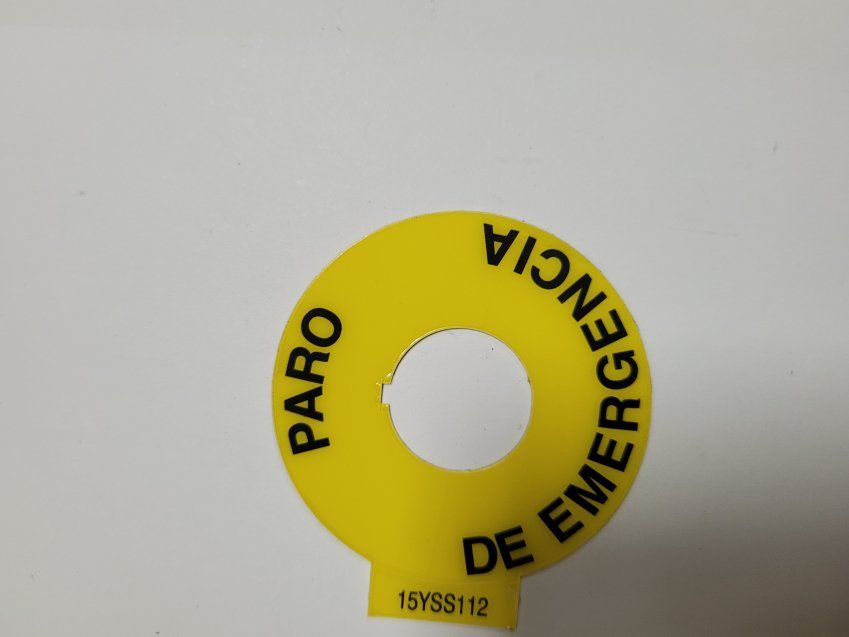 PARO
DE EMERGENCIA
15YSS112